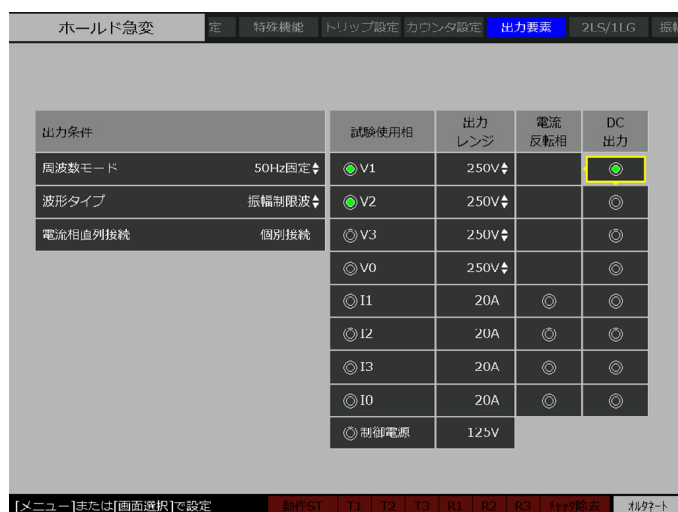 ホールド急変 定 特殊機能 トリップ設定 カウンタ設定 出力要素 2LS/1LG 振
出力条件
周波数モード 50Hz固定
波形タイプ 振幅制限波
電流相直列接続 個別接続
試験使用相 出力レンジ 電流反転相 DC出力
V1 250V
V2 250V
V3 250V
V0 250V
I1 20A
I2 20A
I3 20A
I0 20A
制御電源 125V
[メニュー]または[画面選択]で設定 動作ST T1 T2 T3 R1 R2 R3 ﾁｬｯﾀ除去 ｵﾙﾀﾈｰﾄ